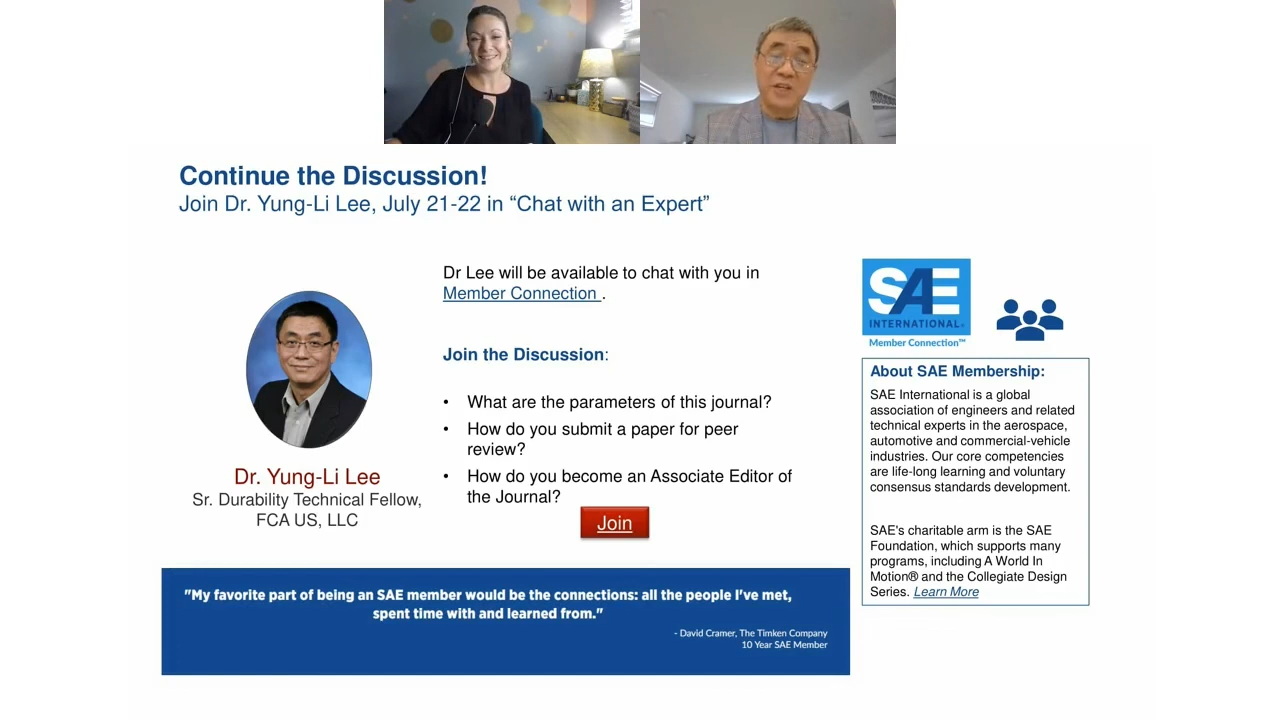 Continue the Discussion!
Join Dr. Yung-Li Lee, July 21-22 in “Chat with an Expert”
Dr Lee will be available to chat with you in
Member Connection .
Join the Discussion:
• What are the parameters of this journal?
• How do you submit a paper for peer
review?
• How do you become an Associate Editor of
the Journal?
Join
Dr. Yung-Li Lee
Sr. Durability Technical Fellow,
FCA US, LLC
SAE
INTERNATIONAL®
Member Connection™
About SAE Membership:
SAE International is a global
association of engineers and related
technical experts in the aerospace,
automotive and commercial-vehicle
industries. Our core competencies
are life-long learning and voluntary
consensus standards development.
SAE's charitable arm is the SAE
Foundation, which supports many
programs, including A World In
Motion® and the Collegiate Design
Series. Learn More
"My favorite part of being an SAE member would be the connections: all the people I've met,
spent time with and learned from."
- David Cramer, The Timken Company
10 Year SAE Member